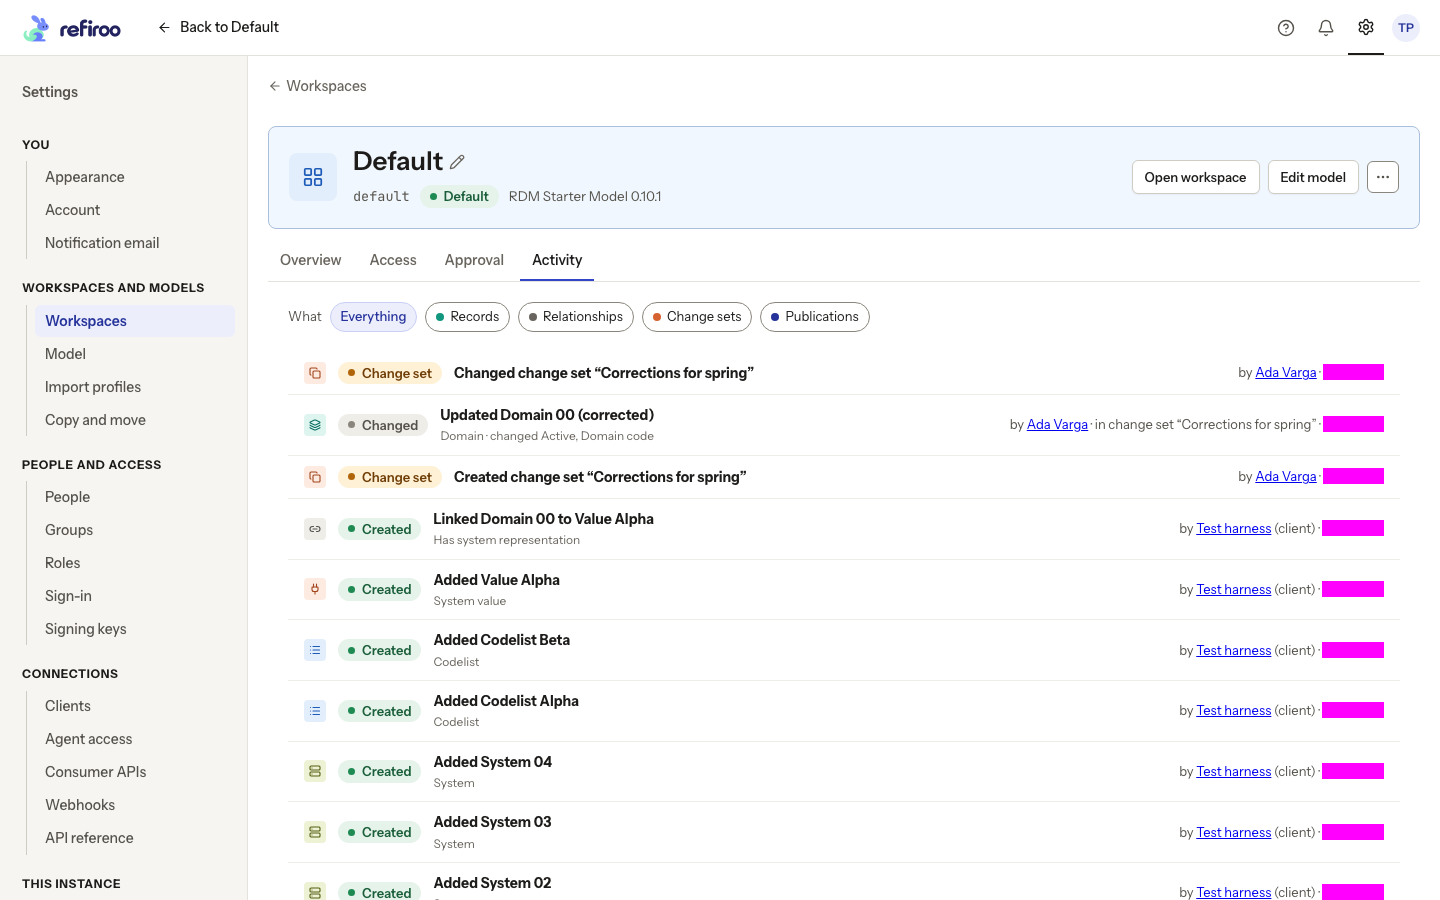 refiroo
Back to Default
TP
Settings
YOU
Appearance
Account
Notification email
WORKSPACES AND MODELS
Workspaces
Model
Import profiles
Copy and move
PEOPLE AND ACCESS
People
Groups
Roles
Sign-in
Signing keys
CONNECTIONS
Clients
Agent access
Consumer APIs
Webhooks
API reference
THIS INSTANCE
Workspaces
Default
default Default RDM Starter Model 0.10.1
Open workspace Edit model
Overview Access Approval Activity
What Everything Records Relationships Change sets Publications
Change set Changed change set “Corrections for spring” by Ada Varga ·
Changed Updated Domain 00 (corrected) by Ada Varga · in change set “Corrections for spring” ·
Domain · changed Active, Domain code
Change set Created change set “Corrections for spring” by Ada Varga ·
Created Linked Domain 00 to Value Alpha by Test harness (client) ·
Has system representation
Created Added Value Alpha by Test harness (client) ·
System value
Created Added Codelist Beta by Test harness (client) ·
Codelist
Created Added Codelist Alpha by Test harness (client) ·
Codelist
Created Added System 04 by Test harness (client) ·
System
Created Added System 03 by Test harness (client) ·
System
Created Added System 02 by Test harness (client) ·